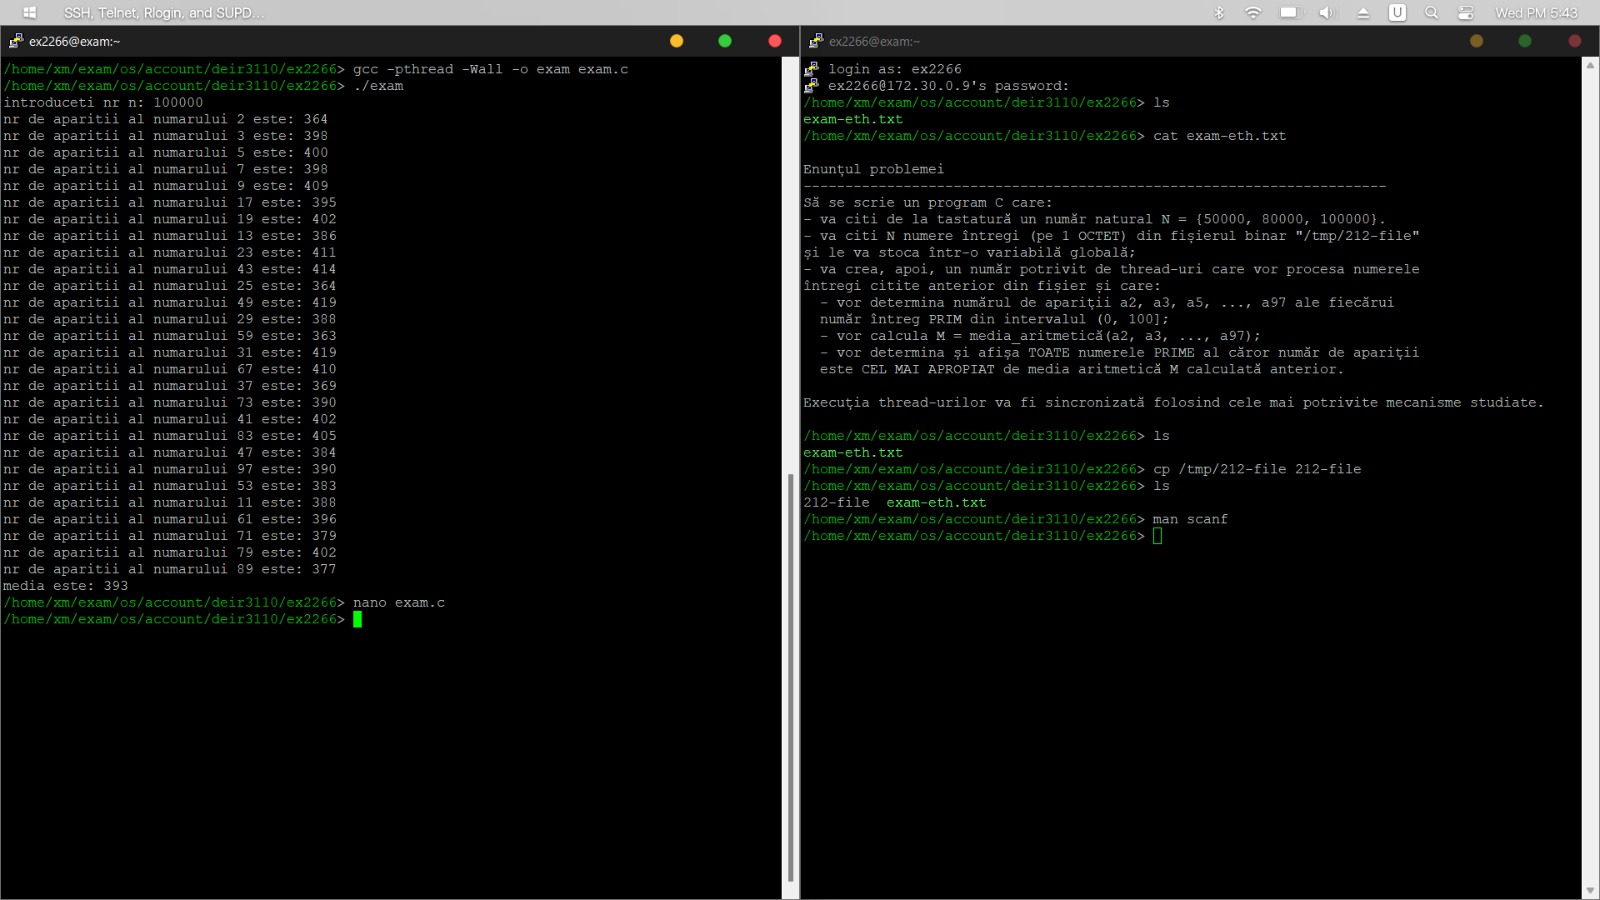 SSH, Telnet, Rlogin, and SUPD...
U
Wed PM 5:43
ex2266@exam:~
/home/xm/exam/os/account/deir3110/ex2266> gcc -pthread -Wall -o exam exam.c
/home/xm/exam/os/account/deir3110/ex2266> ./exam
introduceti nr n: 100000
nr de aparitii al numarului 2 este: 364
nr de aparitii al numarului 3 este: 398
nr de aparitii al numarului 5 este: 400
nr de aparitii al numarului 7 este: 398
nr de aparitii al numarului 9 este: 409
nr de aparitii al numarului 17 este: 395
nr de aparitii al numarului 19 este: 402
nr de aparitii al numarului 13 este: 386
nr de aparitii al numarului 23 este: 411
nr de aparitii al numarului 43 este: 414
nr de aparitii al numarului 25 este: 364
nr de aparitii al numarului 49 este: 419
nr de aparitii al numarului 29 este: 388
nr de aparitii al numarului 59 este: 363
nr de aparitii al numarului 31 este: 419
nr de aparitii al numarului 67 este: 410
nr de aparitii al numarului 37 este: 369
nr de aparitii al numarului 73 este: 390
nr de aparitii al numarului 41 este: 402
nr de aparitii al numarului 83 este: 405
nr de aparitii al numarului 47 este: 384
nr de aparitii al numarului 97 este: 390
nr de aparitii al numarului 53 este: 383
nr de aparitii al numarului 11 este: 388
nr de aparitii al numarului 61 este: 396
nr de aparitii al numarului 71 este: 379
nr de aparitii al numarului 79 este: 402
nr de aparitii al numarului 89 este: 377
media este: 393
/home/xm/exam/os/account/deir3110/ex2266> nano exam.c
/home/xm/exam/os/account/deir3110/ex2266>
ex2266@exam:~
login as: ex2266
ex2266@172.30.0.9's password:
/home/xm/exam/os/account/deir3110/ex2266> ls
exam-eth.txt
/home/xm/exam/os/account/deir3110/ex2266> cat exam-eth.txt
Enunțul problemei
----------------------------------------------------------------------
Să se scrie un program C care:
- va citi de la tastatură un număr natural N = {50000, 80000, 100000}.
- va citi N numere întregi (pe 1 OCTET) din fișierul binar "/tmp/212-file"
și le va stoca într-o variabilă globală;
- va crea, apoi, un număr potrivit de thread-uri care vor procesa numerele
întregi citite anterior din fișier și care:
- vor determina numărul de apariții a2, a3, a5, ..., a97 ale fiecărui
număr întreg PRIM din intervalul (0, 100];
- vor calcula M = media_aritmetică(a2, a3, ..., a97);
- vor determina și afișa TOATE numerele PRIME al căror număr de apariții
este CEL MAI APROPIAT de media aritmetică M calculată anterior.
Execuția thread-urilor va fi sincronizată folosind cele mai potrivite mecanisme studiate.
/home/xm/exam/os/account/deir3110/ex2266> ls
exam-eth.txt
/home/xm/exam/os/account/deir3110/ex2266> cp /tmp/212-file 212-file
/home/xm/exam/os/account/deir3110/ex2266> ls
212-file  exam-eth.txt
/home/xm/exam/os/account/deir3110/ex2266> man scanf
/home/xm/exam/os/account/deir3110/ex2266>